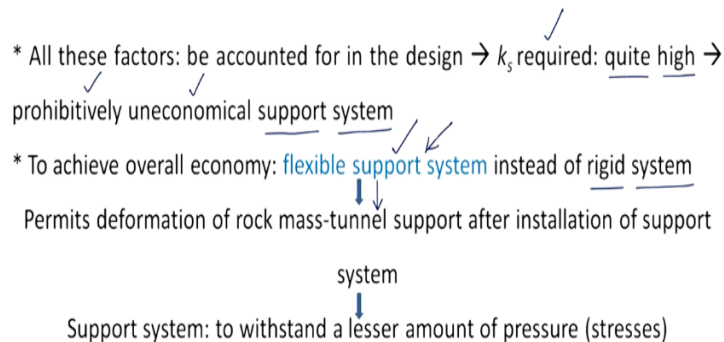 * All these factors: be accounted for in the design → kₛ required: quite high →
prohibitively uneconomical support system
* To achieve overall economy: flexible support system instead of rigid system
Permits deformation of rock mass-tunnel support after installation of support
system
Support system: to withstand a lesser amount of pressure (stresses)